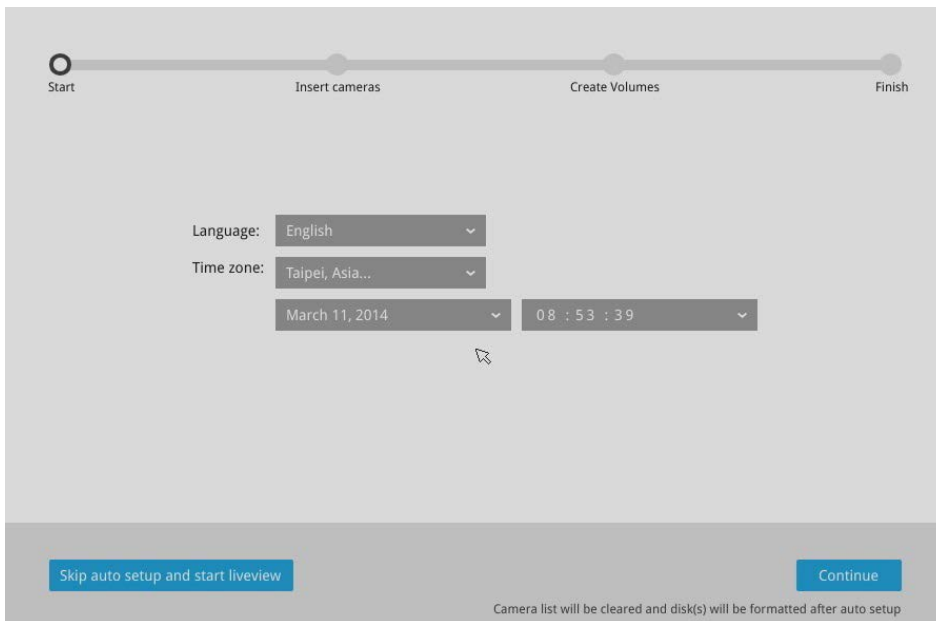 Start Insert cameras Create Volumes Finish
Language: English
Time zone: Taipei, Asia...
March 11, 2014 08 : 53 : 39
Skip auto setup and start liveview Continue
Camera list will be cleared and disk(s) will be formatted after auto setup